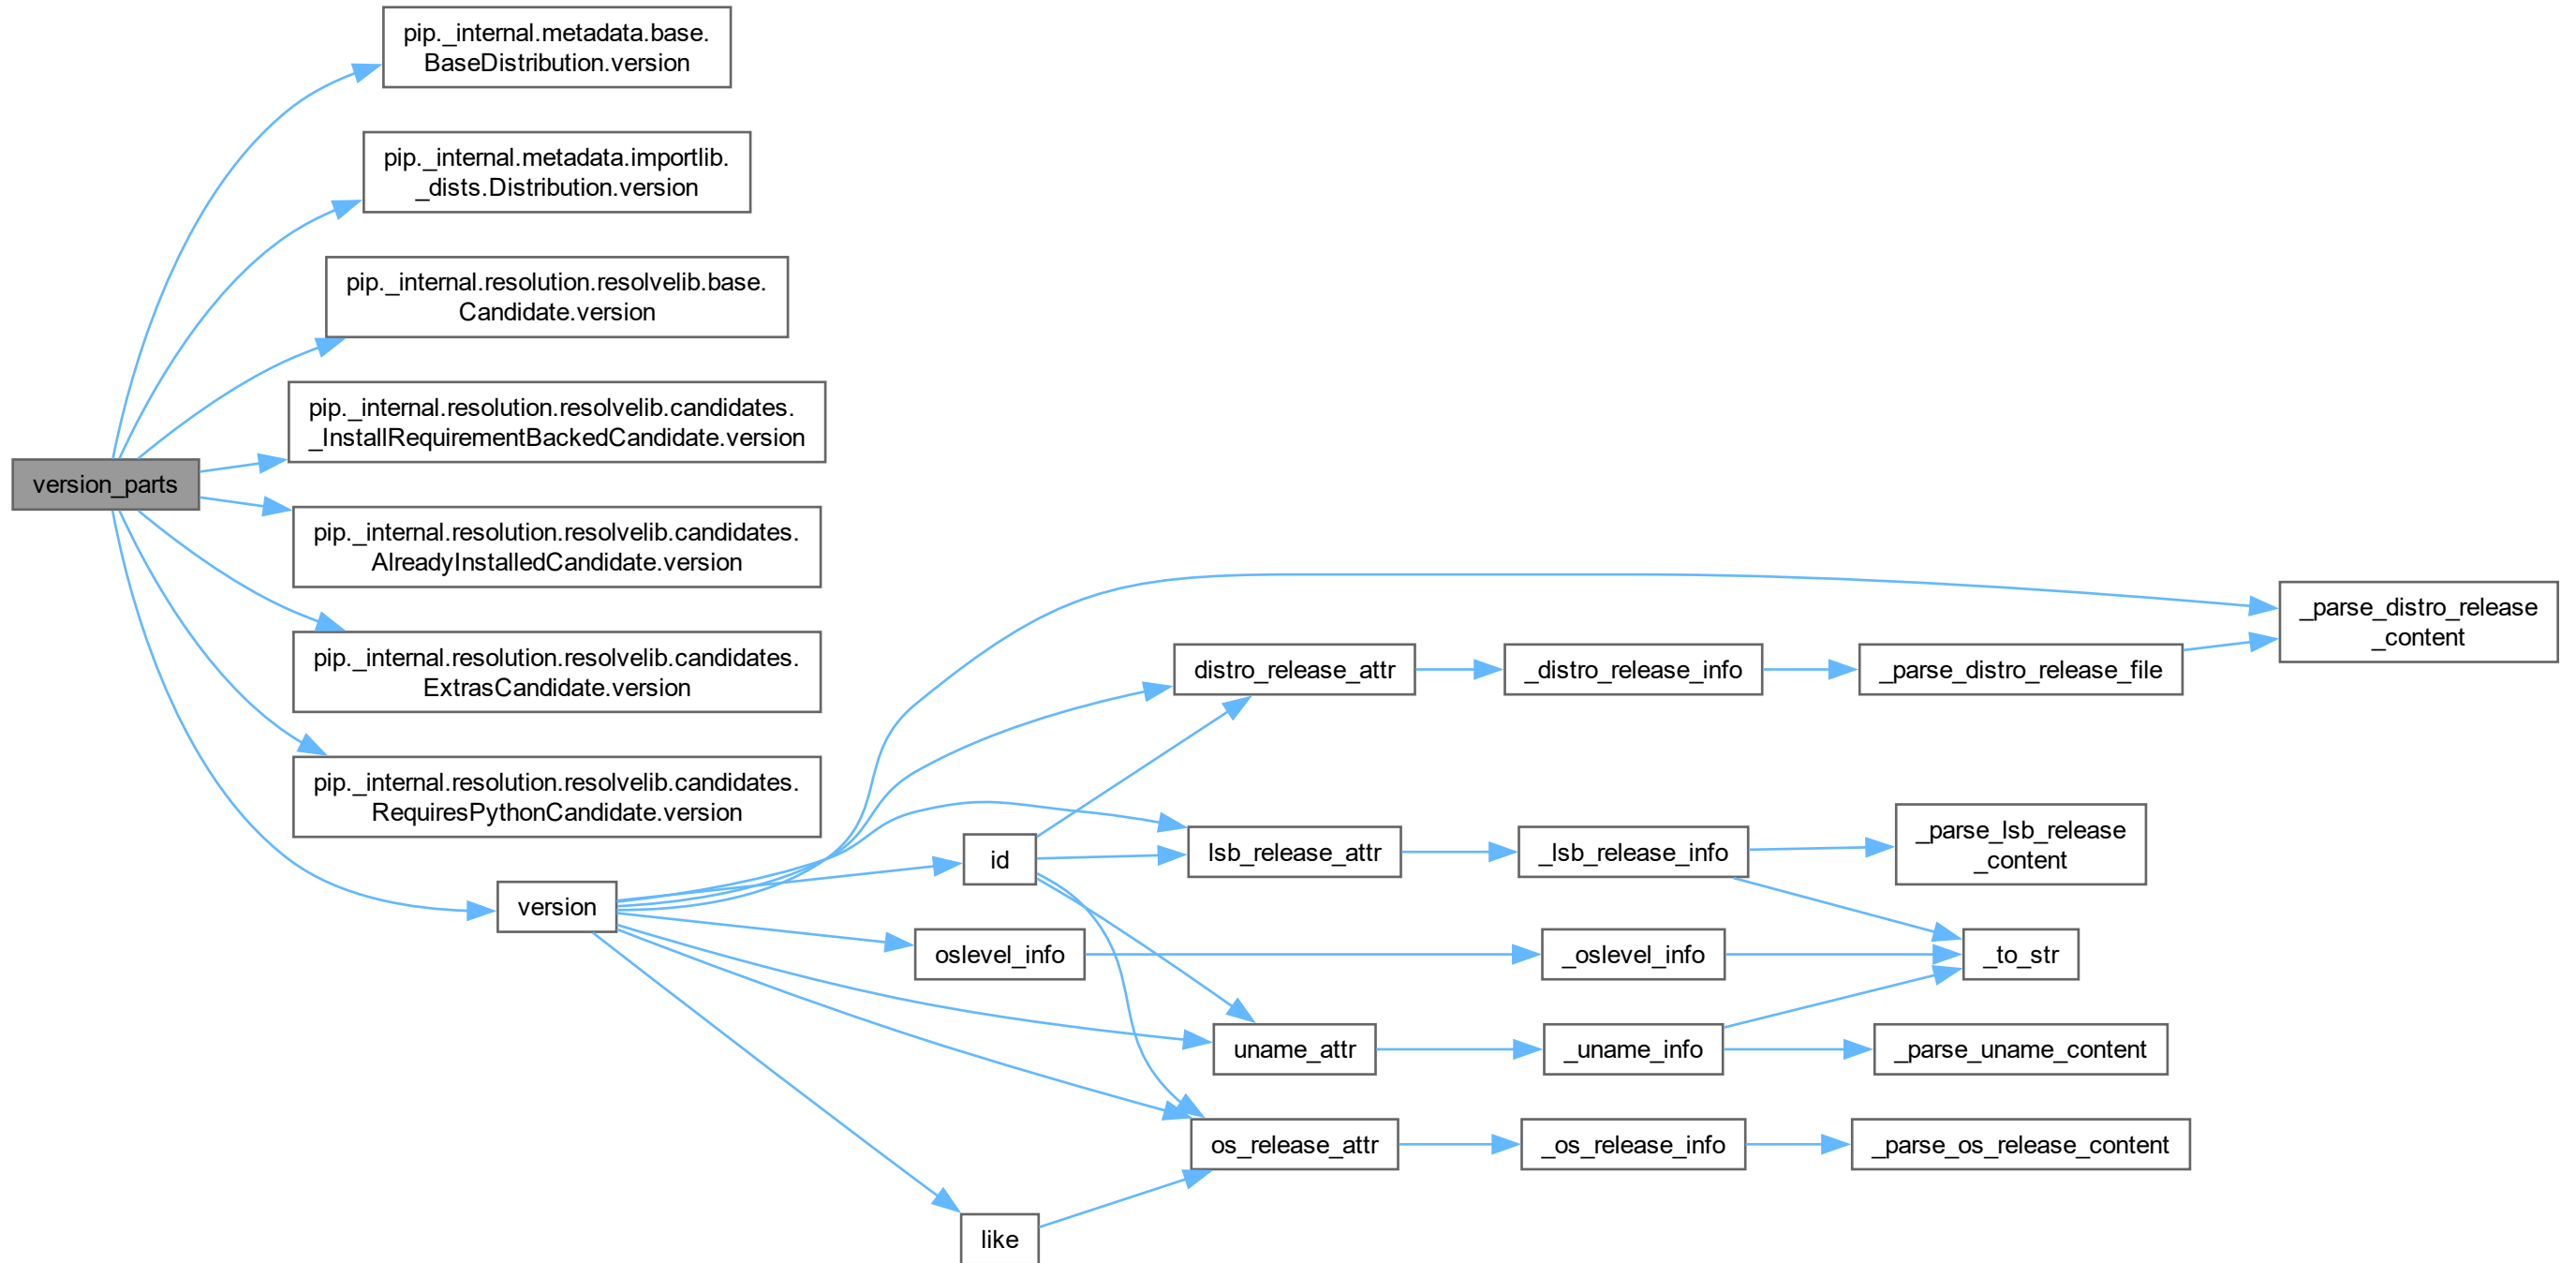 pip._internal.metadata.base.
BaseDistribution.version
pip._internal.metadata.importlib.
_dists.Distribution.version
pip._internal.resolution.resolvelib.base.
Candidate.version
pip._internal.resolution.resolvelib.candidates.
_InstallRequirementBackedCandidate.version
version_parts
pip._internal.resolution.resolvelib.candidates.
AlreadyInstalledCandidate.version
pip._internal.resolution.resolvelib.candidates.
ExtrasCandidate.version
pip._internal.resolution.resolvelib.candidates.
RequiresPythonCandidate.version
version
id
oslevel_info
like
distro_release_attr
lsb_release_attr
uname_attr
os_release_attr
_distro_release_info
_lsb_release_info
_oslevel_info
_uname_info
_os_release_info
_parse_distro_release_file
_parse_lsb_release
_content
_to_str
_parse_uname_content
_parse_os_release_content
_parse_distro_release
_content